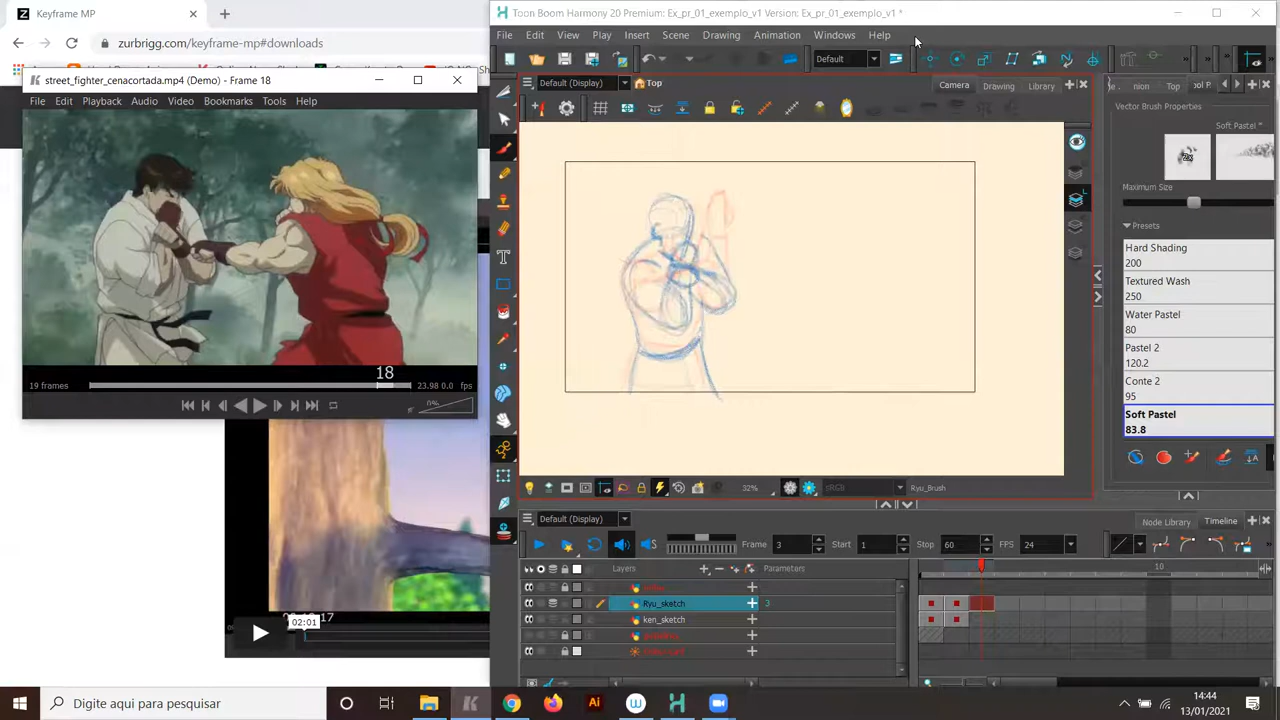 Keyframe MP
zurbrigg.com/keyframe-mp#downloads
street_fighter_cenacortada.mp4 (Demo) - Frame 18
File Edit Playback Audio Video Bookmarks Tools Help
18
19 frames
23.98 0.0 fps
0%
02:01
Toon Boom Harmony 20 Premium: Ex_pr_01_exemplo_v1 Version: Ex_pr_01_exemplo_v1 *
File Edit View Play Insert Scene Drawing Animation Windows Help
Default
Default (Display) Top
Camera Drawing Library
Top
Vector Brush Properties
Soft Pastel *
Maximum Size
Presets
Hard Shading
200
Textured Wash
250
Water Pastel
80
Pastel 2
120.2
Conte 2
95
Soft Pastel
83.8
32%
Ryu_Brush
Default (Display)
Node Library Timeline
Frame 3 Start 1 Stop 60 FPS 24
Layers Parameters
10
Ryu_sketch 3
ken_sketch
Digite aqui para pesquisar
14:44
13/01/2021